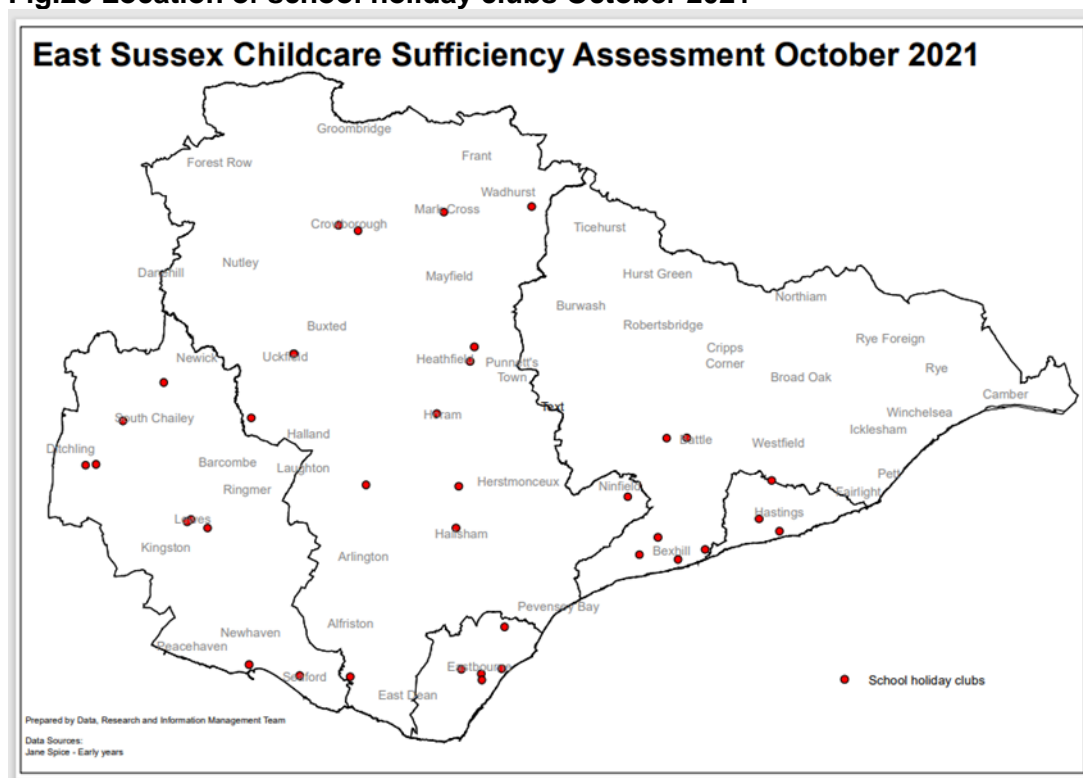 Fig.23 Location of school holiday clubs October 2021
East Sussex Childcare Sufficiency Assessment October 2021
Groombridge
Forest Row
Frant
Wadhurst
Mark Cross
Crowborough
Ticehurst
Danehill
Nutley
Mayfield
Hurst Green
Northiam
Burwash
Buxted
Robertsbridge
Rye Foreign
Newick
Uckfield
Heathfield
Punnett's
Town
Cripps
Corner
Broad Oak
Rye
Camber
Text
South Chailey
Horam
Winchelsea
Halland
Icklesham
Ditchling
Battle
Westfield
Barcombe
Laughton
Pett
Ringmer
Herstmonceux
Ninfield
Fairlight
Lewes
Hastings
Hailsham
Kingston
Arlington
Bexhill
Pevensey Bay
Newhaven
Alfriston
Peacehaven
Seaford
Eastbourne
East Dean
School holiday clubs
Prepared by Data, Research and Information Management Team
Data Sources:
Jane Spice - Early years